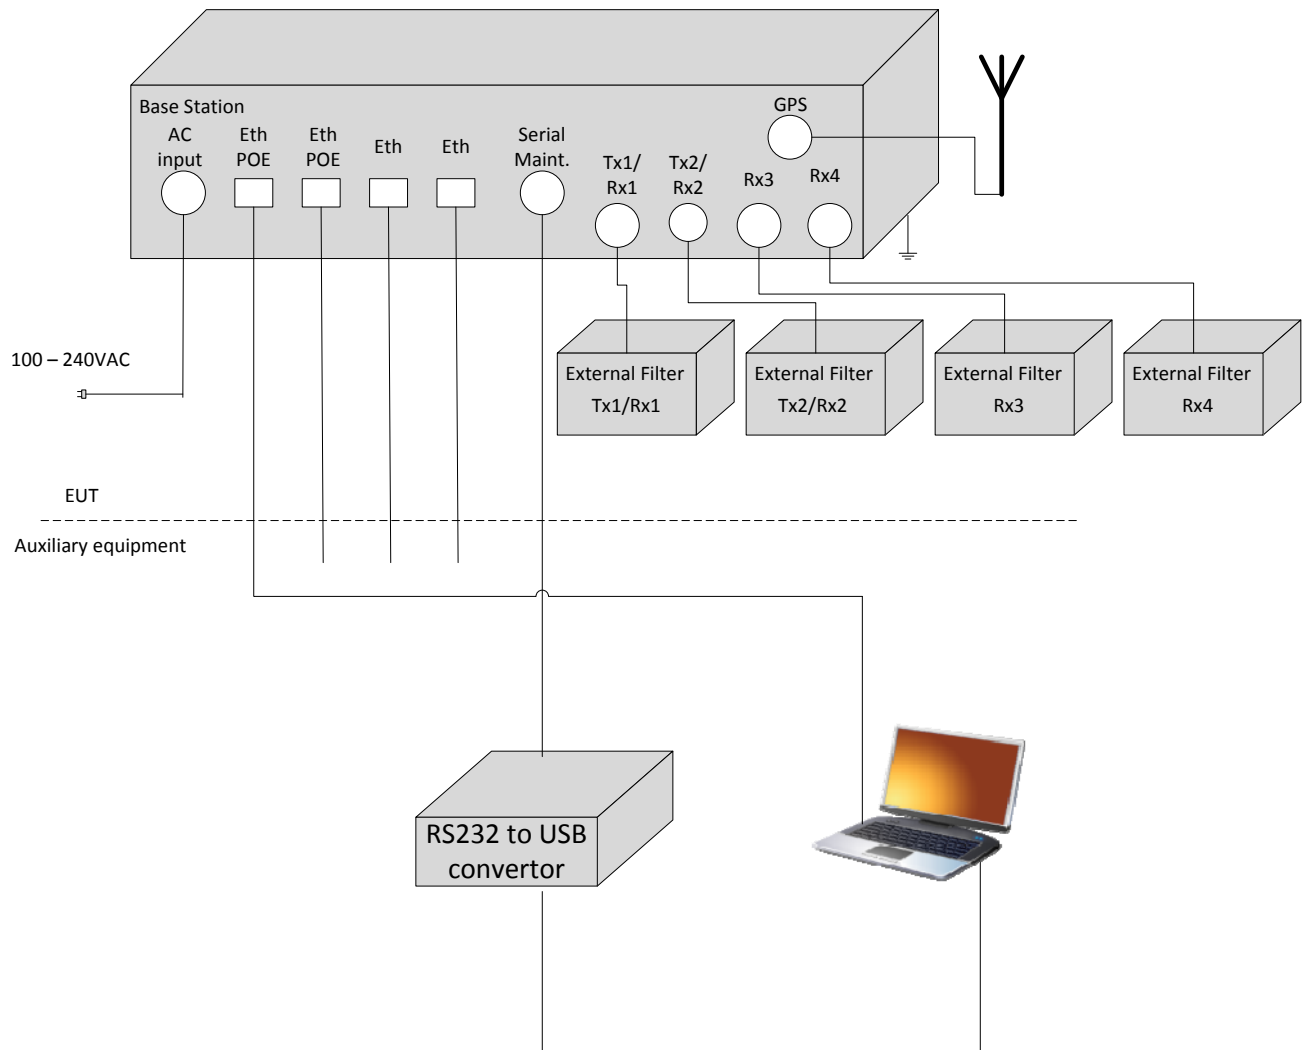 Base Station
GPS
AC
input
Eth
POE
Eth
POE
Eth
Eth
Serial
Maint.
Tx1/
Rx1
Tx2/
Rx2
Rx3
Rx4
100 – 240VAC
External Filter
Tx1/Rx1
External Filter
Tx2/Rx2
External Filter
Rx3
External Filter
Rx4
EUT
Auxiliary equipment
RS232 to USB
convertor